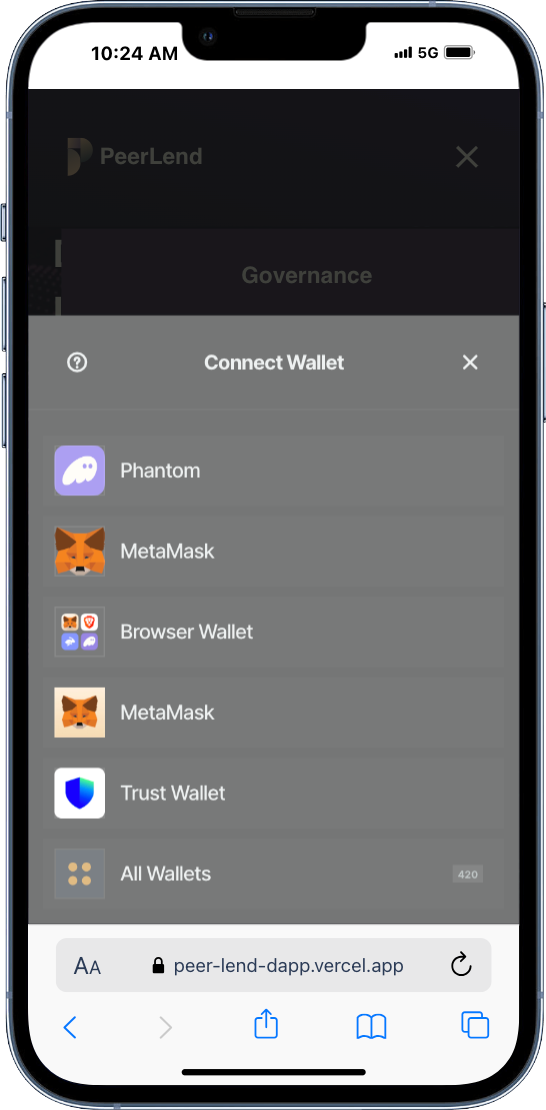 10:24 AM
5G
PeerLend
Governance
Connect Wallet
Phantom
MetaMask
Browser Wallet
MetaMask
Trust Wallet
All Wallets
420
AA
peer-lend-dapp.vercel.app